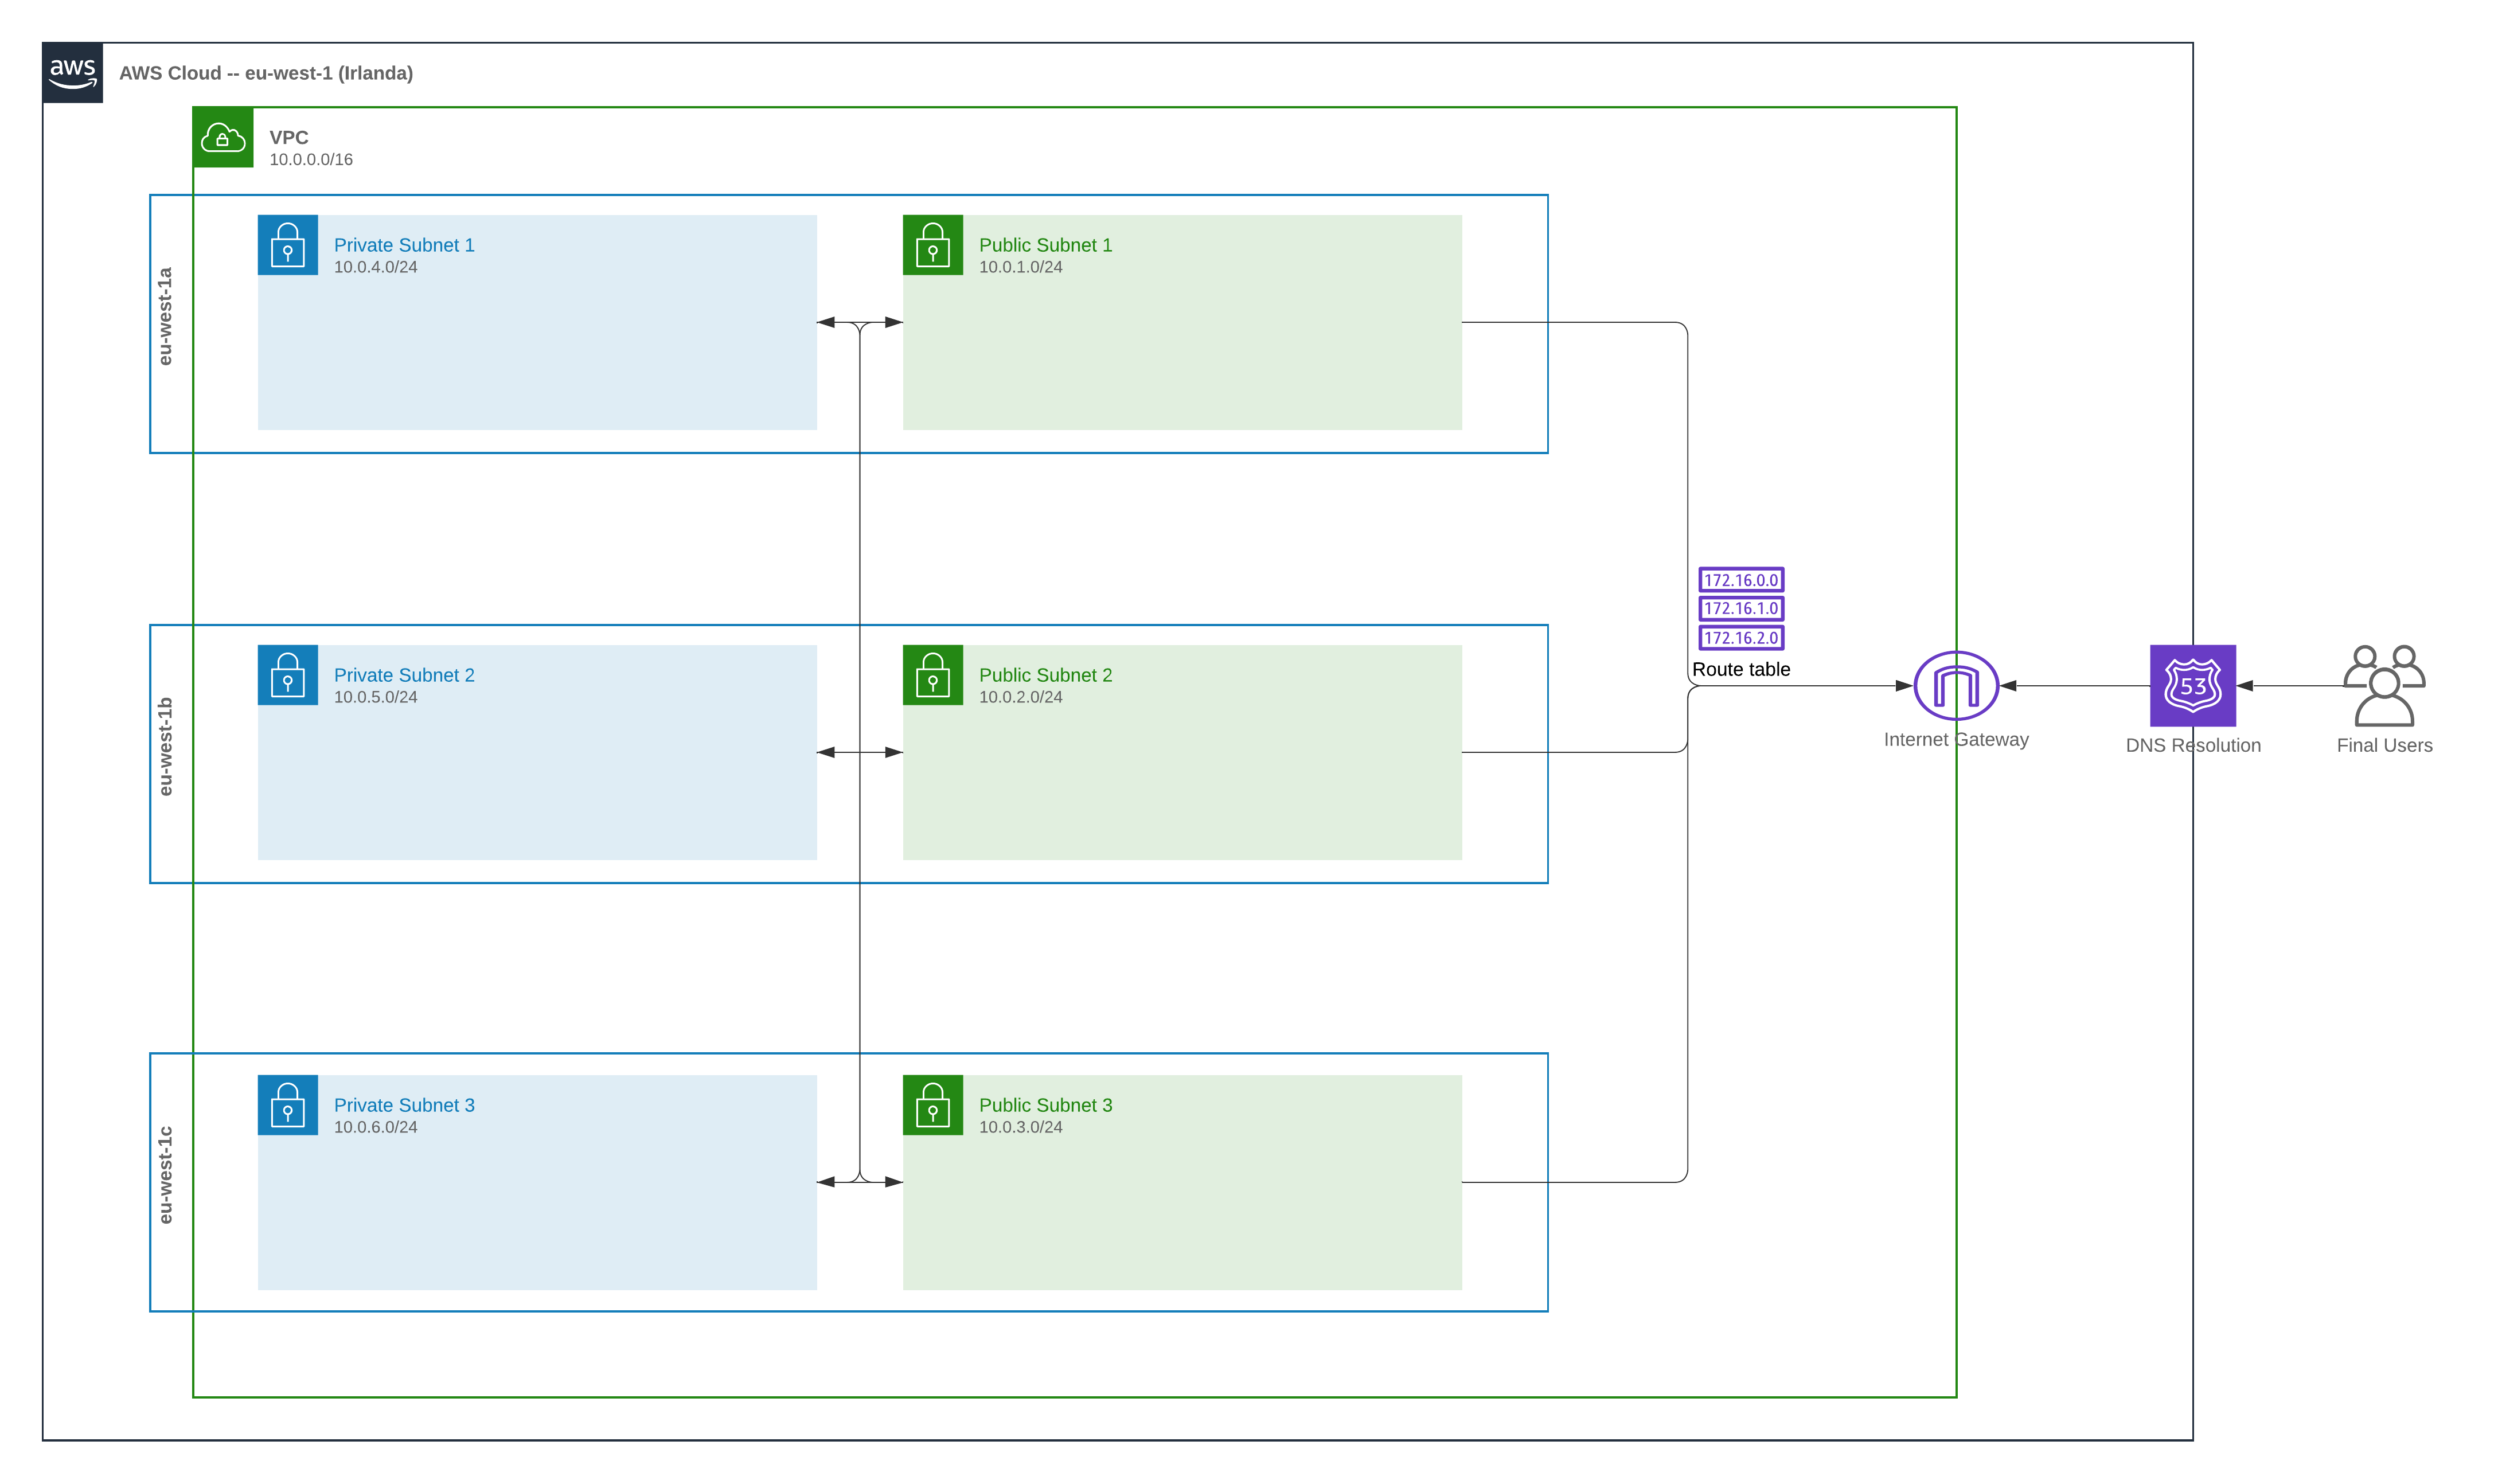 aws
AWS Cloud -- eu-west-1 (Irlanda)
VPC
10.0.0.0/16
eu-west-1a
Private Subnet 1
10.0.4.0/24
Public Subnet 1
10.0.1.0/24
172.16.0.0
172.16.1.0
172.16.2.0
Route table
eu-west-1b
Private Subnet 2
10.0.5.0/24
Public Subnet 2
10.0.2.0/24
Internet Gateway
53
DNS Resolution
Final Users
eu-west-1c
Private Subnet 3
10.0.6.0/24
Public Subnet 3
10.0.3.0/24